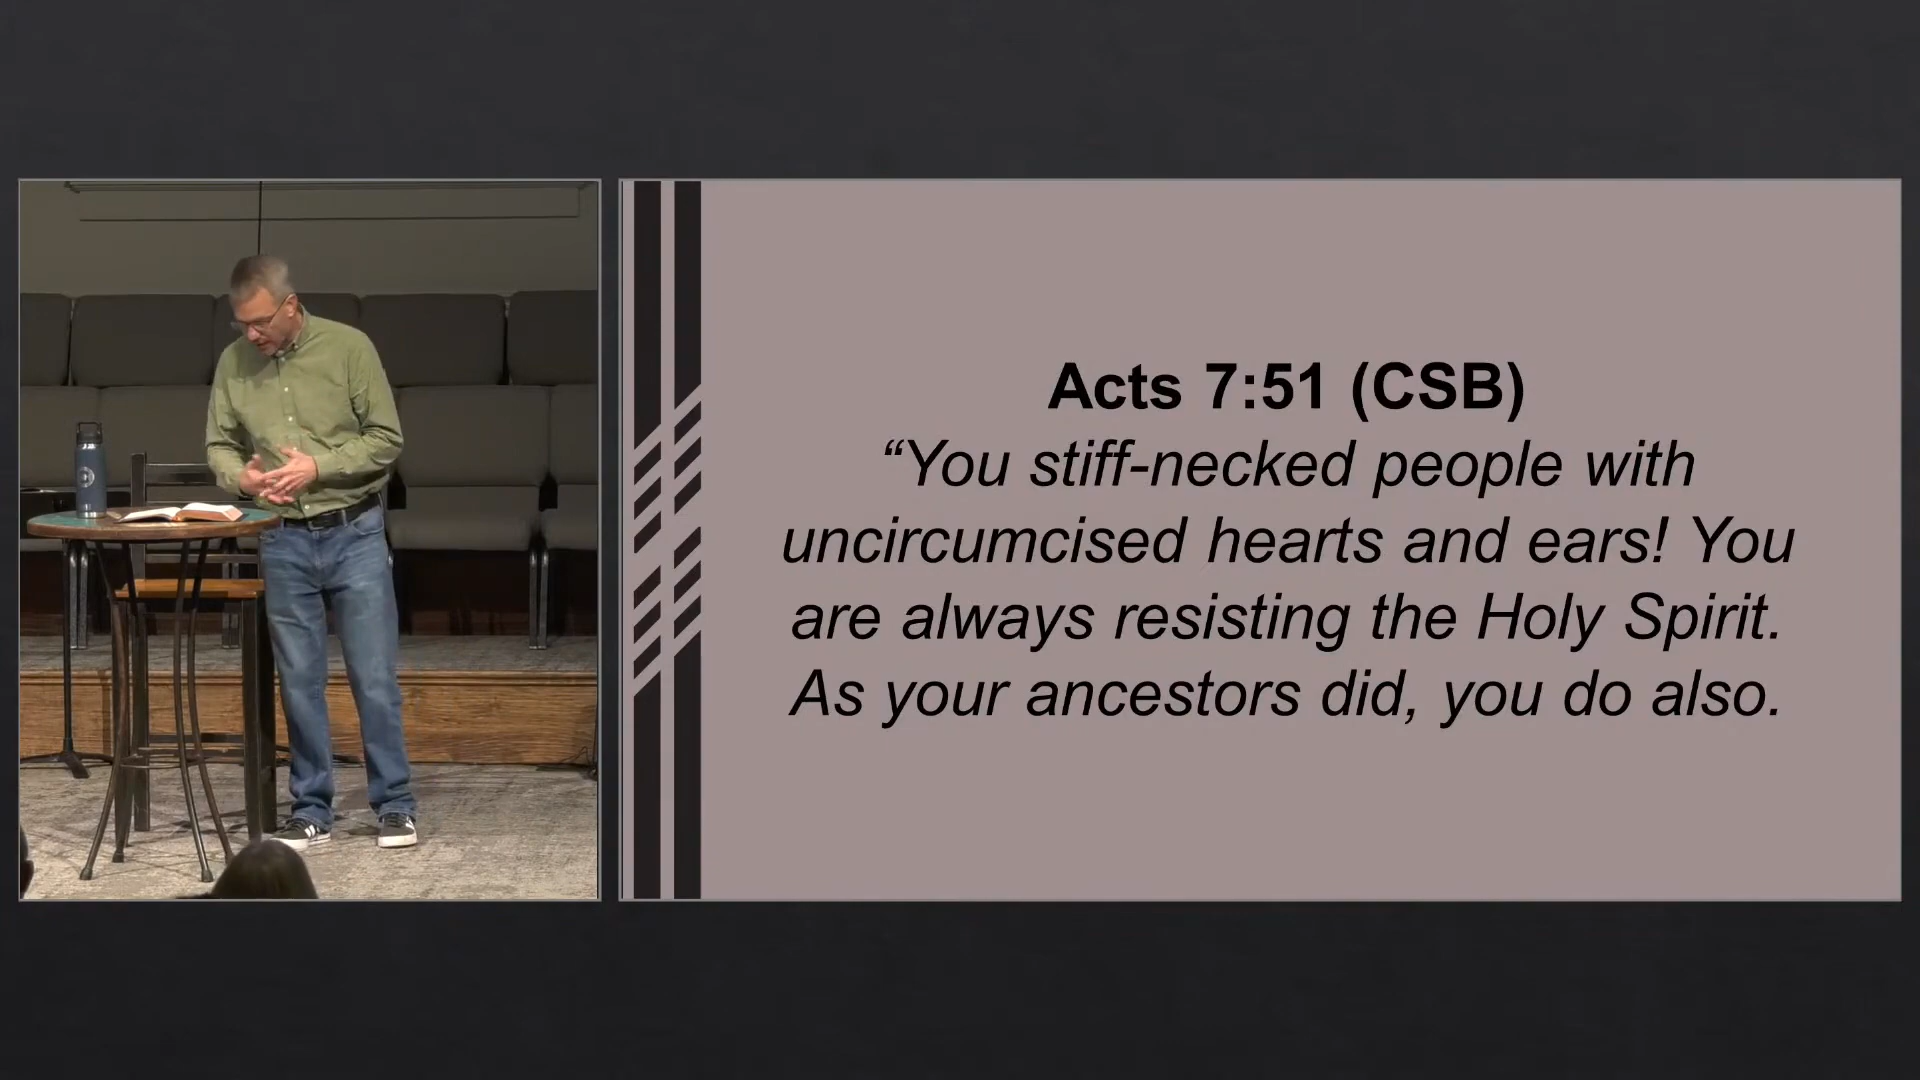 Acts 7:51 (CSB)
“You stiff-necked people with
uncircumcised hearts and ears! You
are always resisting the Holy Spirit.
As your ancestors did, you do also.